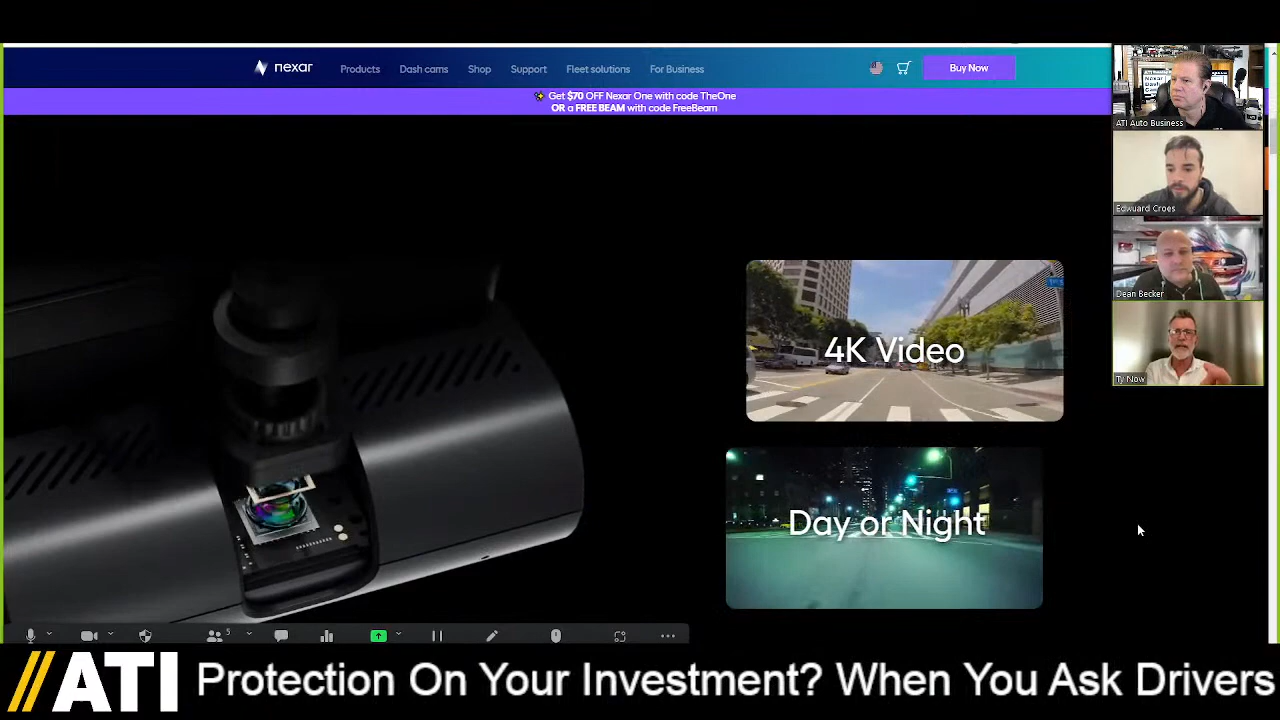 nexar
Products
Dash cams
Shop
Support
Fleet solutions
For Business
Buy Now
Get $70 OFF Nexar One with code TheOne
OR a FREE BEAM with code FreeBeam
ATI Auto Business
Edwuard Croes
Dean Becker
Ty Now
4K Video
Day or Night
5
//ATI
Protection On Your Investment? When You Ask Drivers